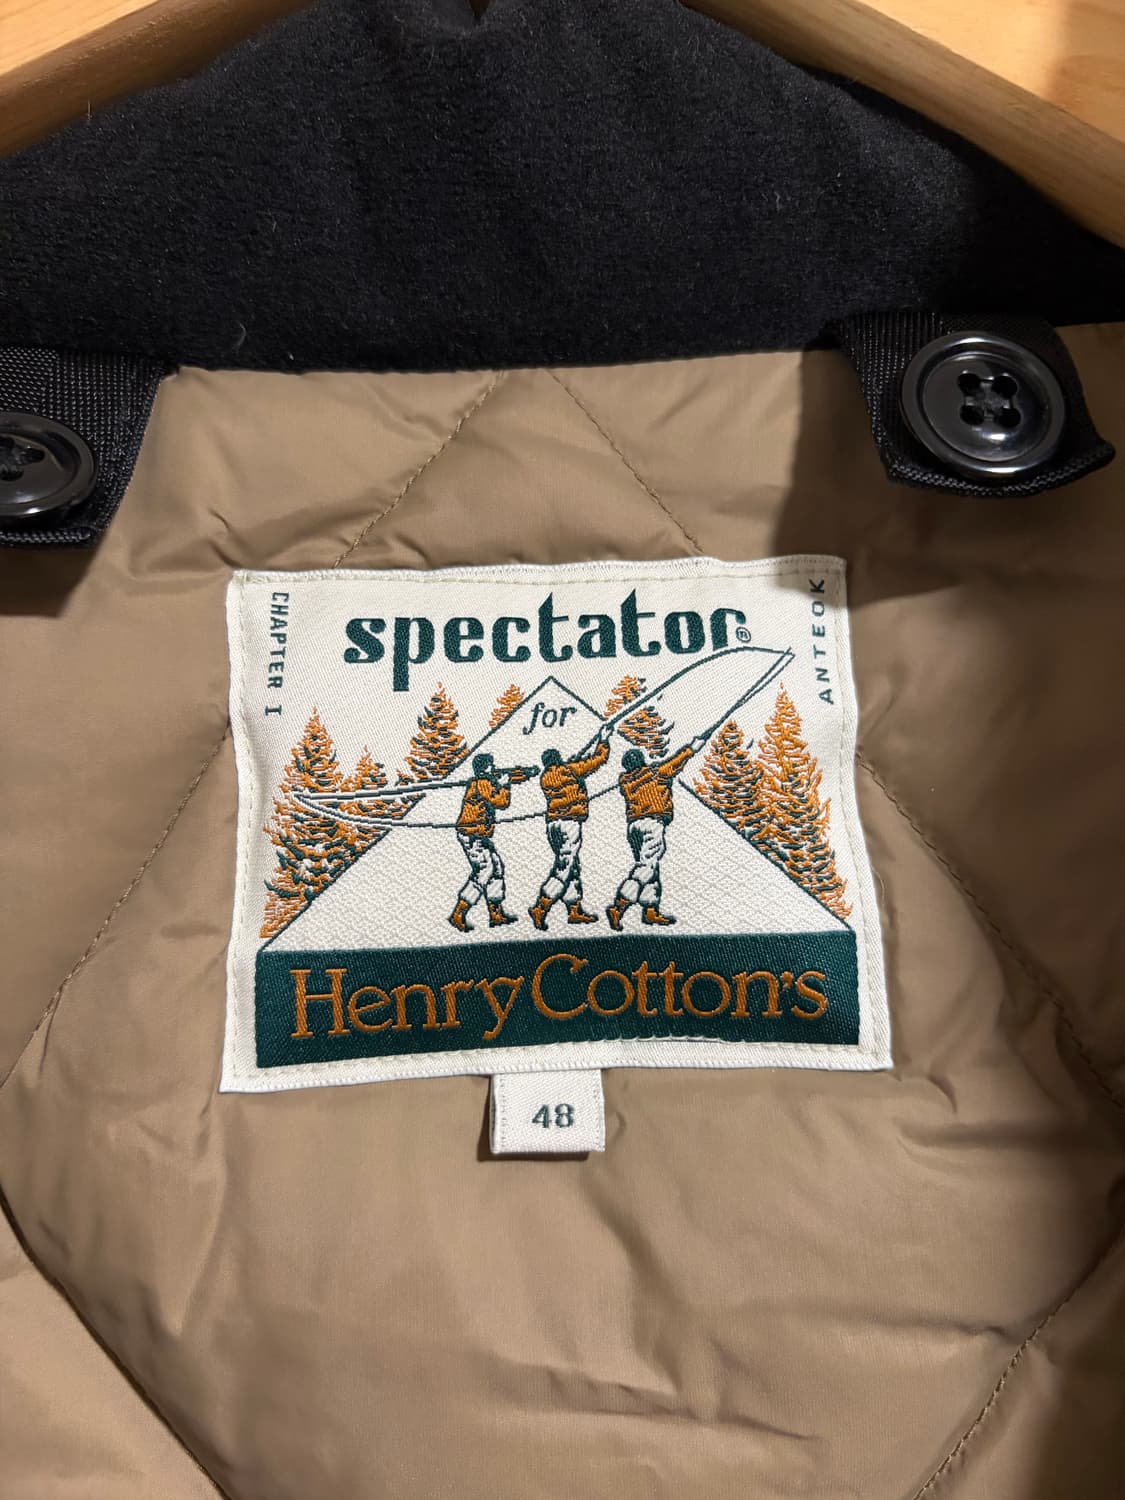 CHAPTER I
spectator®
ANTEOK
for
Henry Cotton's
48